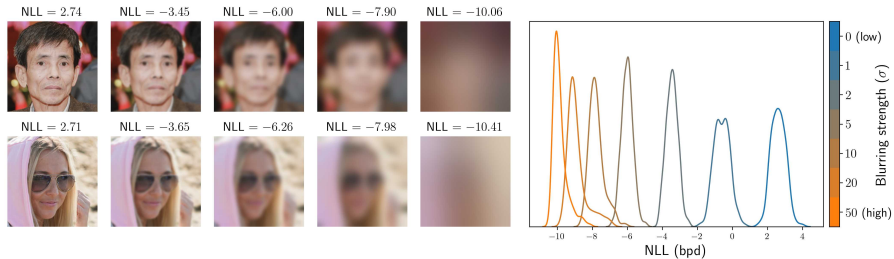 NLL = 2.74 NLL = −3.45 NLL = −6.00 NLL = −7.90 NLL = −10.06
NLL = 2.71 NLL = −3.65 NLL = −6.26 NLL = −7.98 NLL = −10.41
−10 −8 −6 −4 −2 0 2 4
NLL (bpd)
0 (low)
1
2
5
10
20
50 (high)
Blurring strength (σ)